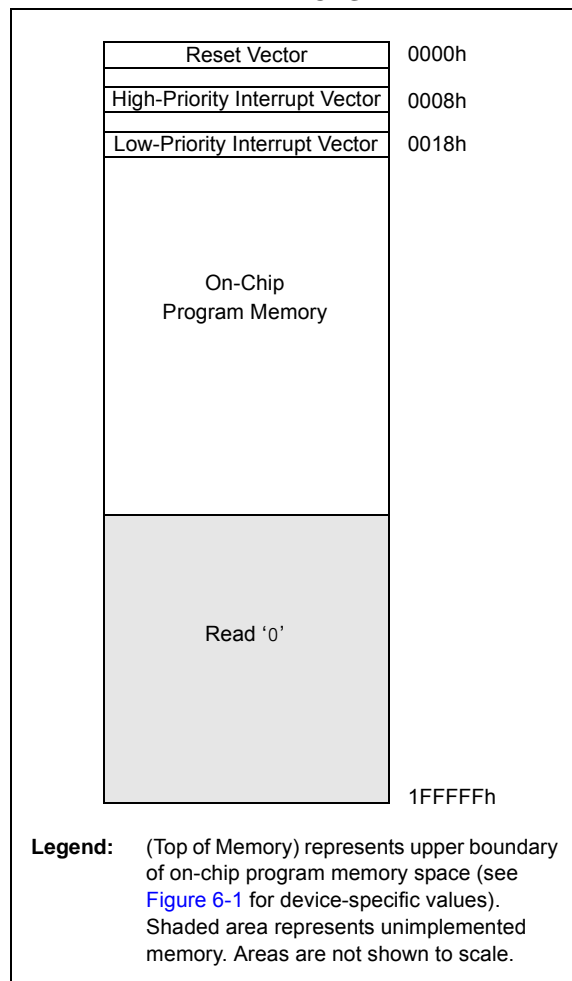 Reset Vector 0000h
High-Priority Interrupt Vector 0008h
Low-Priority Interrupt Vector 0018h
On-Chip
Program Memory
Read ‘0’
1FFFFFh
Legend: (Top of Memory) represents upper boundary
of on-chip program memory space (see
Figure 6-1 for device-specific values).
Shaded area represents unimplemented
memory. Areas are not shown to scale.